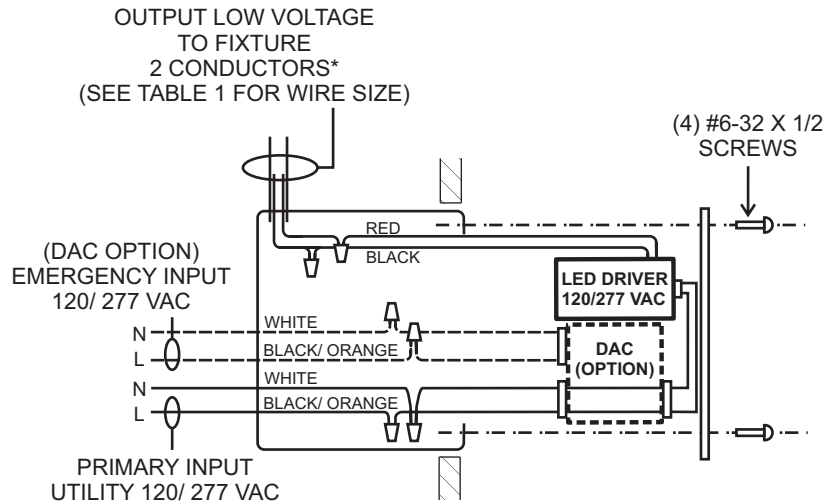 OUTPUT LOW VOLTAGE
TO FIXTURE
2 CONDUCTORS*
(SEE TABLE 1 FOR WIRE SIZE)
(4) #6-32 X 1/2
SCREWS
RED
BLACK
(DAC OPTION)
EMERGENCY INPUT
120/ 277 VAC
LED DRIVER
120/277 VAC
N
WHITE
L
BLACK/ ORANGE
DAC
(OPTION)
N
WHITE
L
BLACK/ ORANGE
PRIMARY INPUT
UTILITY 120/ 277 VAC